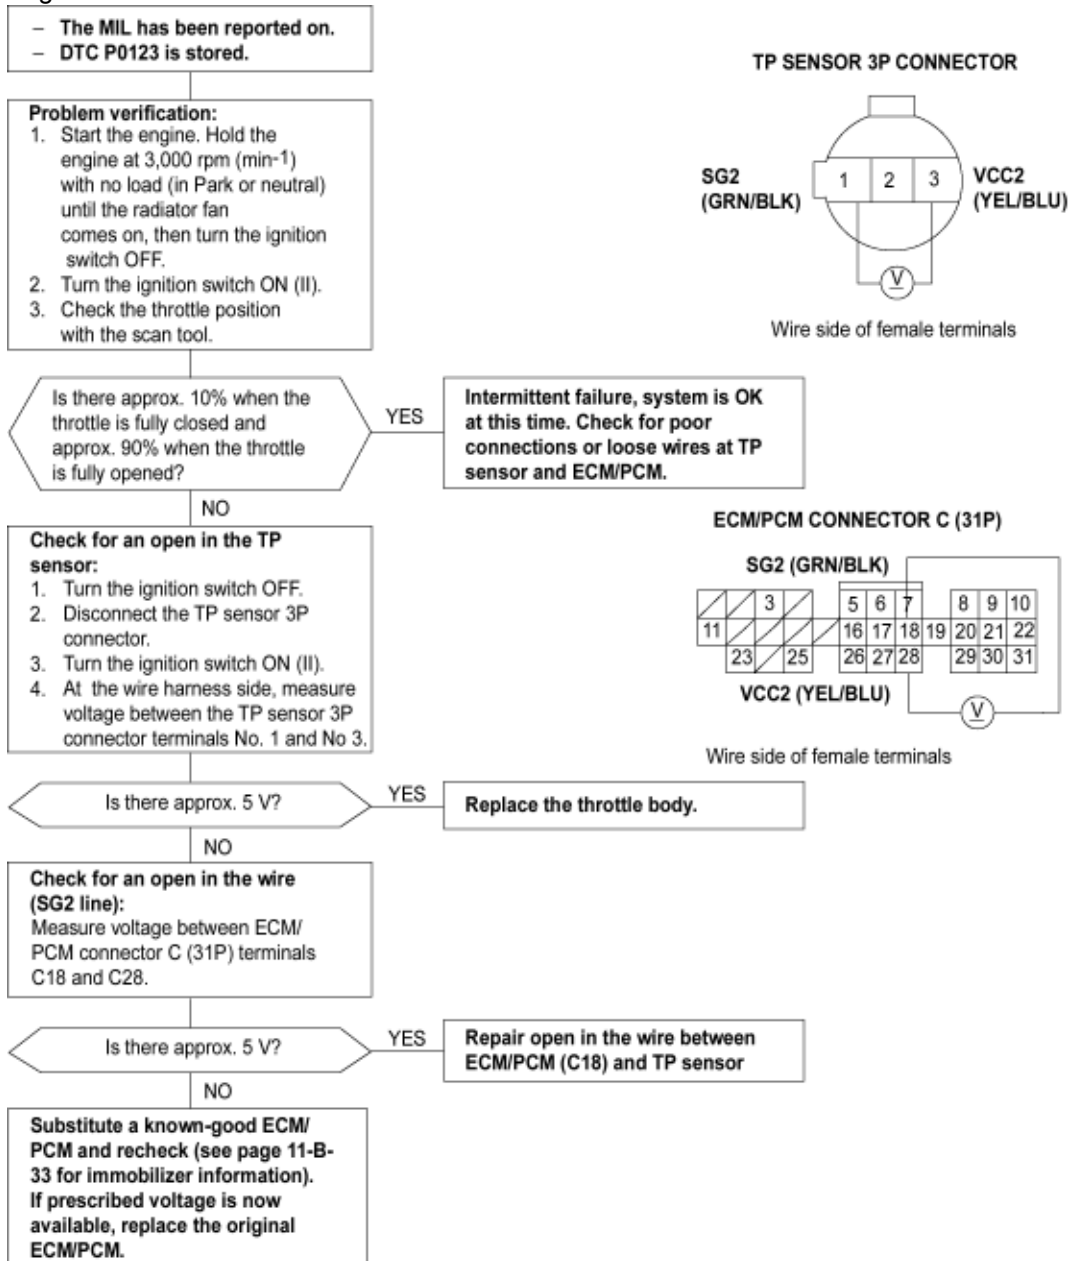 – The MIL has been reported on.
– DTC P0123 is stored.
Problem verification:
1. Start the engine. Hold the
engine at 3,000 rpm (min-1)
with no load (in Park or neutral)
until the radiator fan
comes on, then turn the ignition
switch OFF.
2. Turn the ignition switch ON (II).
3. Check the throttle position
with the scan tool.
TP SENSOR 3P CONNECTOR
SG2
(GRN/BLK)
1 2 3
VCC2
(YEL/BLU)
V
Wire side of female terminals
Is there approx. 10% when the
throttle is fully closed and
approx. 90% when the throttle
is fully opened?
YES
Intermittent failure, system is OK
at this time. Check for poor
connections or loose wires at TP
sensor and ECM/PCM.
NO
Check for an open in the TP
sensor:
1. Turn the ignition switch OFF.
2. Disconnect the TP sensor 3P
connector.
3. Turn the ignition switch ON (II).
4. At the wire harness side, measure
voltage between the TP sensor 3P
connector terminals No. 1 and No 3.
ECM/PCM CONNECTOR C (31P)
SG2 (GRN/BLK)
3 5 6 7 8 9 10
11 16 17 18 19 20 21 22
23 25 26 27 28 29 30 31
VCC2 (YEL/BLU)
V
Wire side of female terminals
Is there approx. 5 V?
YES
Replace the throttle body.
NO
Check for an open in the wire
(SG2 line):
Measure voltage between ECM/
PCM connector C (31P) terminals
C18 and C28.
Is there approx. 5 V?
YES
Repair open in the wire between
ECM/PCM (C18) and TP sensor
NO
Substitute a known-good ECM/
PCM and recheck (see page 11-B-
33 for immobilizer information).
If prescribed voltage is now
available, replace the original
ECM/PCM.